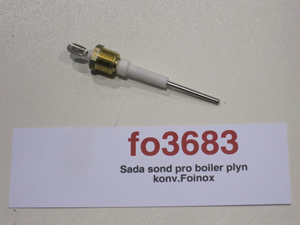 fo3683
Sada sond pro boiler plyn
konv.Foinox